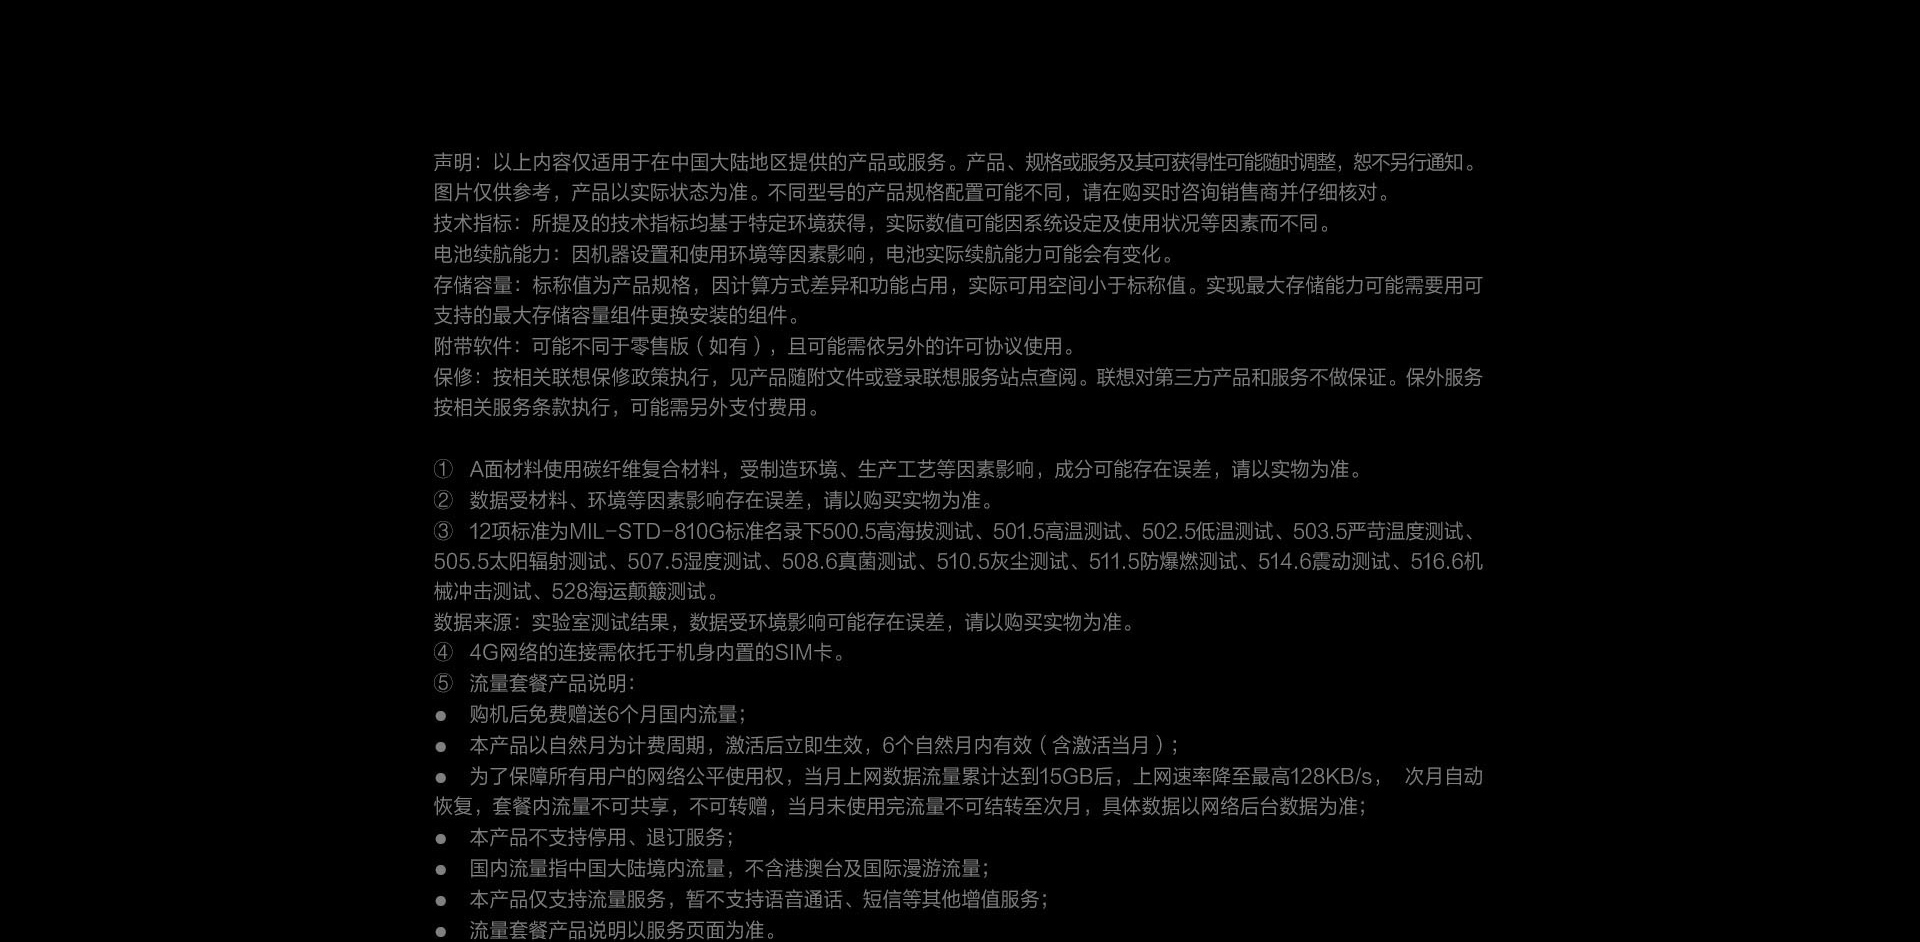 声明：以上内容仅适用于在中国大陆地区提供的产品或服务。产品、规格或服务及其可获得性可能随时调整，恕不另行通知。
图片仅供参考，产品以实际状态为准。不同型号的产品规格配置可能不同，请在购买时咨询销售商并仔细核对。
技术指标：所提及的技术指标均基于特定环境获得，实际数值可能因系统设定及使用状况等因素而不同。
电池续航能力：因机器设置和使用环境等因素影响，电池实际续航能力可能会有变化。
存储容量：标称值为产品规格，因计算方式差异和功能占用，实际可用空间小于标称值。实现最大存储能力可能需要用可
支持的最大存储容量组件更换安装的组件。
附带软件：可能不同于零售版（如有），且可能需依另外的许可协议使用。
保修：按相关联想保修政策执行，见产品随附文件或登录联想服务站点查阅。联想对第三方产品和服务不做保证。保外服务
按相关服务条款执行，可能需另外支付费用。
① A面材料使用碳纤维复合材料，受制造环境、生产工艺等因素影响，成分可能存在误差，请以实物为准。
② 数据受材料、环境等因素影响存在误差，请以购买实物为准。
③ 12项标准为MIL-STD-810G标准名录下500.5高海拔测试、501.5高温测试、502.5低温测试、503.5严苛温度测试、
505.5太阳辐射测试、507.5湿度测试、508.6真菌测试、510.5灰尘测试、511.5防爆燃测试、514.6震动测试、516.6机
械冲击测试、528海运颠簸测试。
数据来源：实验室测试结果，数据受环境影响可能存在误差，请以购买实物为准。
④ 4G网络的连接需依托于机身内置的SIM卡。
⑤ 流量套餐产品说明：
● 购机后免费赠送6个月国内流量；
● 本产品以自然月为计费周期，激活后立即生效，6个自然月内有效（含激活当月）；
● 为了保障所有用户的网络公平使用权，当月上网数据流量累计达到15GB后，上网速率降至最高128KB/s， 次月自动
恢复，套餐内流量不可共享，不可转赠，当月未使用完流量不可结转至次月，具体数据以网络后台数据为准；
● 本产品不支持停用、退订服务；
● 国内流量指中国大陆境内流量，不含港澳台及国际漫游流量；
● 本产品仅支持流量服务，暂不支持语音通话、短信等其他增值服务；
● 流量套餐产品说明以服务页面为准。